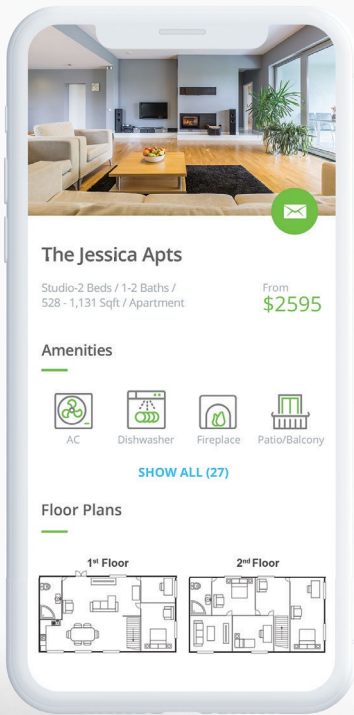 The Jessica Apts
Studio-2 Beds / 1-2 Baths /
528 - 1,131 Sqft / Apartment
From
$2595
Amenities
AC
Dishwasher
Fireplace
Patio/Balcony
SHOW ALL (27)
Floor Plans
1st Floor
2nd Floor